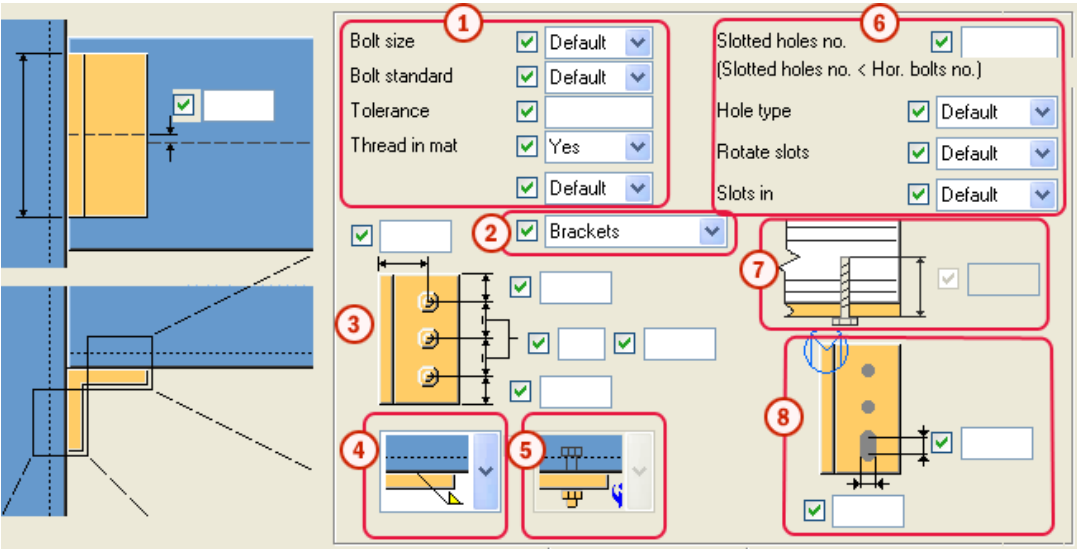 1
Bolt size Default
Bolt standard Default
Tolerance
Thread in mat Yes
Default
2 Brackets
3
4
5
6
Slotted holes no.
(Slotted holes no. < Hor. bolts no.)
Hole type Default
Rotate slots Default
Slots in Default
7
8